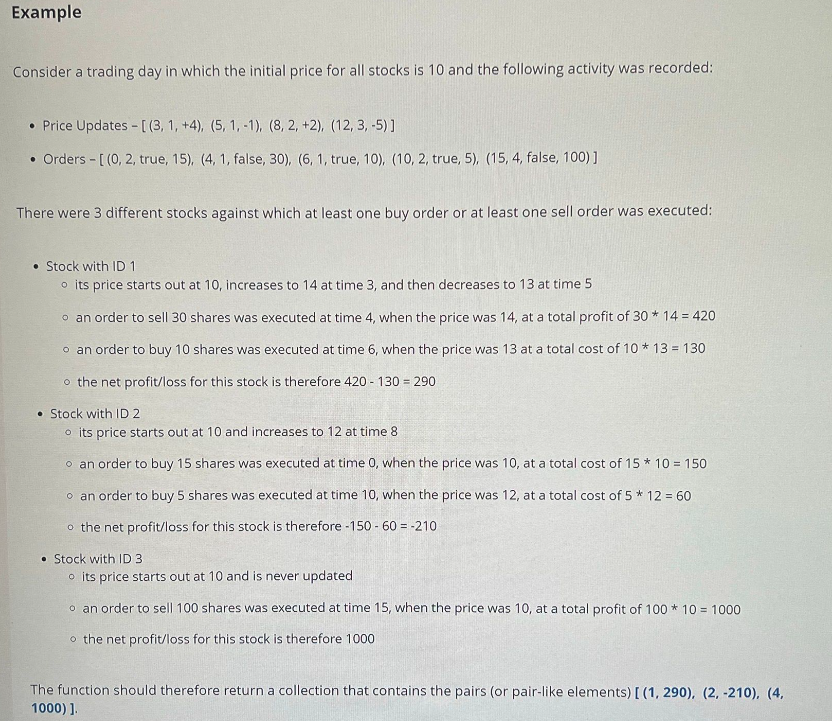 Example
Consider a trading day in which the initial price for all stocks is 10 and the following activity was recorded:
• Price Updates – [ (3, 1, +4), (5, 1, -1), (8, 2, +2), (12, 3, -5) ]
• Orders – [ (0, 2, true, 15), (4, 1, false, 30), (6, 1, true, 10), (10, 2, true, 5), (15, 4, false, 100) ]
There were 3 different stocks against which at least one buy order or at least one sell order was executed:
• Stock with ID 1
○ its price starts out at 10, increases to 14 at time 3, and then decreases to 13 at time 5
○ an order to sell 30 shares was executed at time 4, when the price was 14, at a total profit of 30 * 14 = 420
○ an order to buy 10 shares was executed at time 6, when the price was 13 at a total cost of 10 * 13 = 130
○ the net profit/loss for this stock is therefore 420 - 130 = 290
• Stock with ID 2
○ its price starts out at 10 and increases to 12 at time 8
○ an order to buy 15 shares was executed at time 0, when the price was 10, at a total cost of 15 * 10 = 150
○ an order to buy 5 shares was executed at time 10, when the price was 12, at a total cost of 5 * 12 = 60
○ the net profit/loss for this stock is therefore -150 - 60 = -210
• Stock with ID 3
○ its price starts out at 10 and is never updated
○ an order to sell 100 shares was executed at time 15, when the price was 10, at a total profit of 100 * 10 = 1000
○ the net profit/loss for this stock is therefore 1000
The function should therefore return a collection that contains the pairs (or pair-like elements) [ (1, 290), (2, -210), (4,
1000) ].